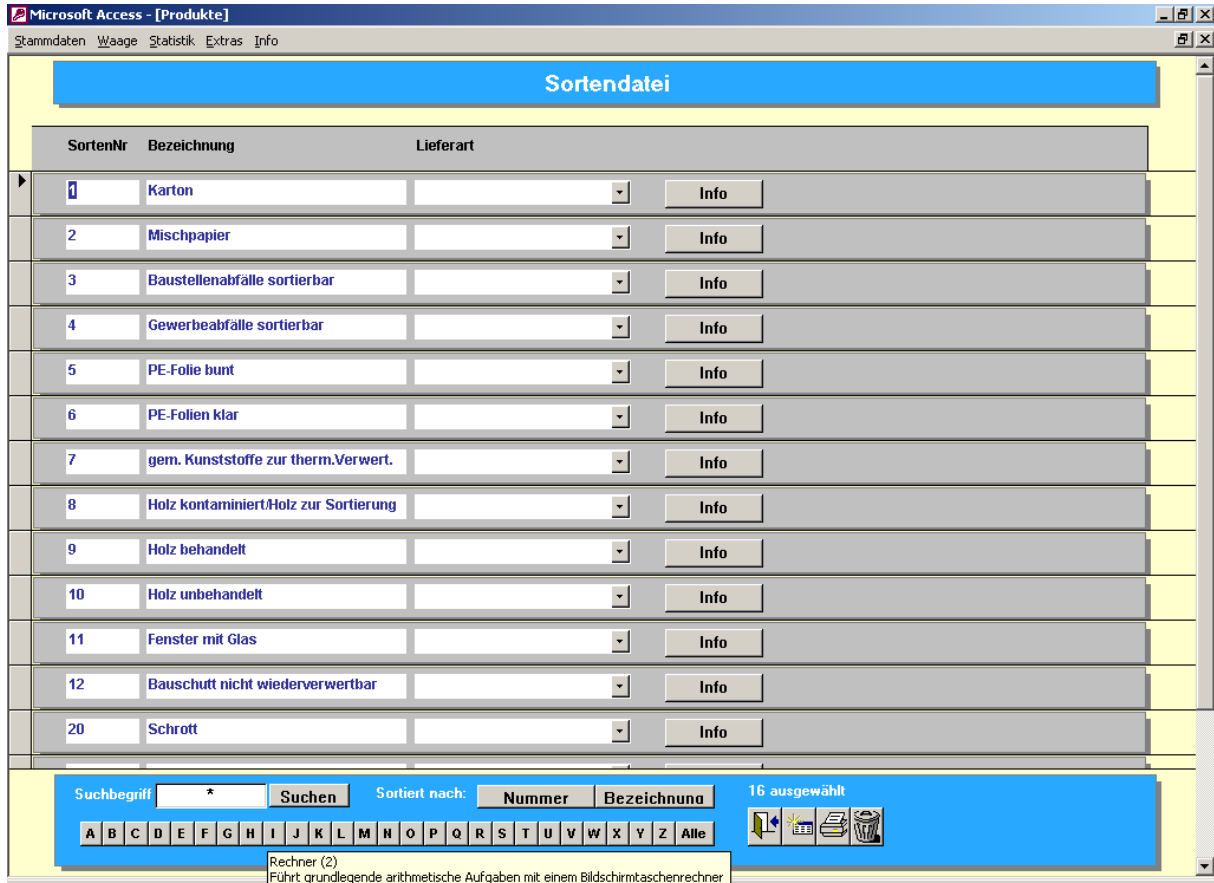 Microsoft Access - [Produkte]
Stammdaten Waage Statistik Extras Info
Sortendatei
SortenNr Bezeichnung Lieferart
1 Karton Info
2 Mischpapier Info
3 Baustellenabfälle sortierbar Info
4 Gewerbeabfälle sortierbar Info
5 PE-Folie bunt Info
6 PE-Folien klar Info
7 gem. Kunststoffe zur therm.Verwert. Info
8 Holz kontaminiert/Holz zur Sortierung Info
9 Holz behandelt Info
10 Holz unbehandelt Info
11 Fenster mit Glas Info
12 Bauschutt nicht wiederverwertbar Info
20 Schrott Info
Suchbegriff * Suchen Sortiert nach: Nummer Bezeichnung 16 ausgewählt
A B C D E F G H I J K L M N O P Q R S T U V W X Y Z Alle
Rechner (2)
Führt grundlegende arithmetische Aufgaben mit einem Bildschirmtaschenrechner